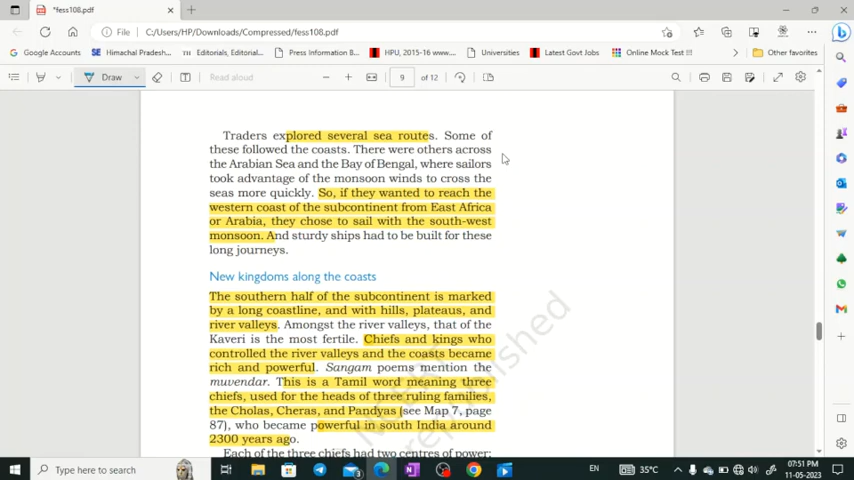 *fess108.pdf
File
C:/Users/HP/Downloads/Compressed/fess108.pdf
Google Accounts
Himachal Pradesh...
Editorials, Editorial...
Press Information B...
HPU, 2015-16 www....
Universities
Latest Govt Jobs
Online Mock Test !!
Other favorites
Draw
Read aloud
9 of 12
Traders explored several sea routes. Some of
these followed the coasts. There were others across
the Arabian Sea and the Bay of Bengal, where sailors
took advantage of the monsoon winds to cross the
seas more quickly. So, if they wanted to reach the
western coast of the subcontinent from East Africa
or Arabia, they chose to sail with the south-west
monsoon. And sturdy ships had to be built for these
long journeys.
New kingdoms along the coasts
The southern half of the subcontinent is marked
by a long coastline, and with hills, plateaus, and
river valleys. Amongst the river valleys, that of the
Kaveri is the most fertile. Chiefs and kings who
controlled the river valleys and the coasts became
rich and powerful. Sangam poems mention the
muvendar. This is a Tamil word meaning three
chiefs, used for the heads of three ruling families,
the Cholas, Cheras, and Pandyas (see Map 7, page
87), who became powerful in south India around
2300 years ago.
Each of the three chiefs had two centres of power:
Type here to search
EN
35°C
07:51 PM
11-05-2023